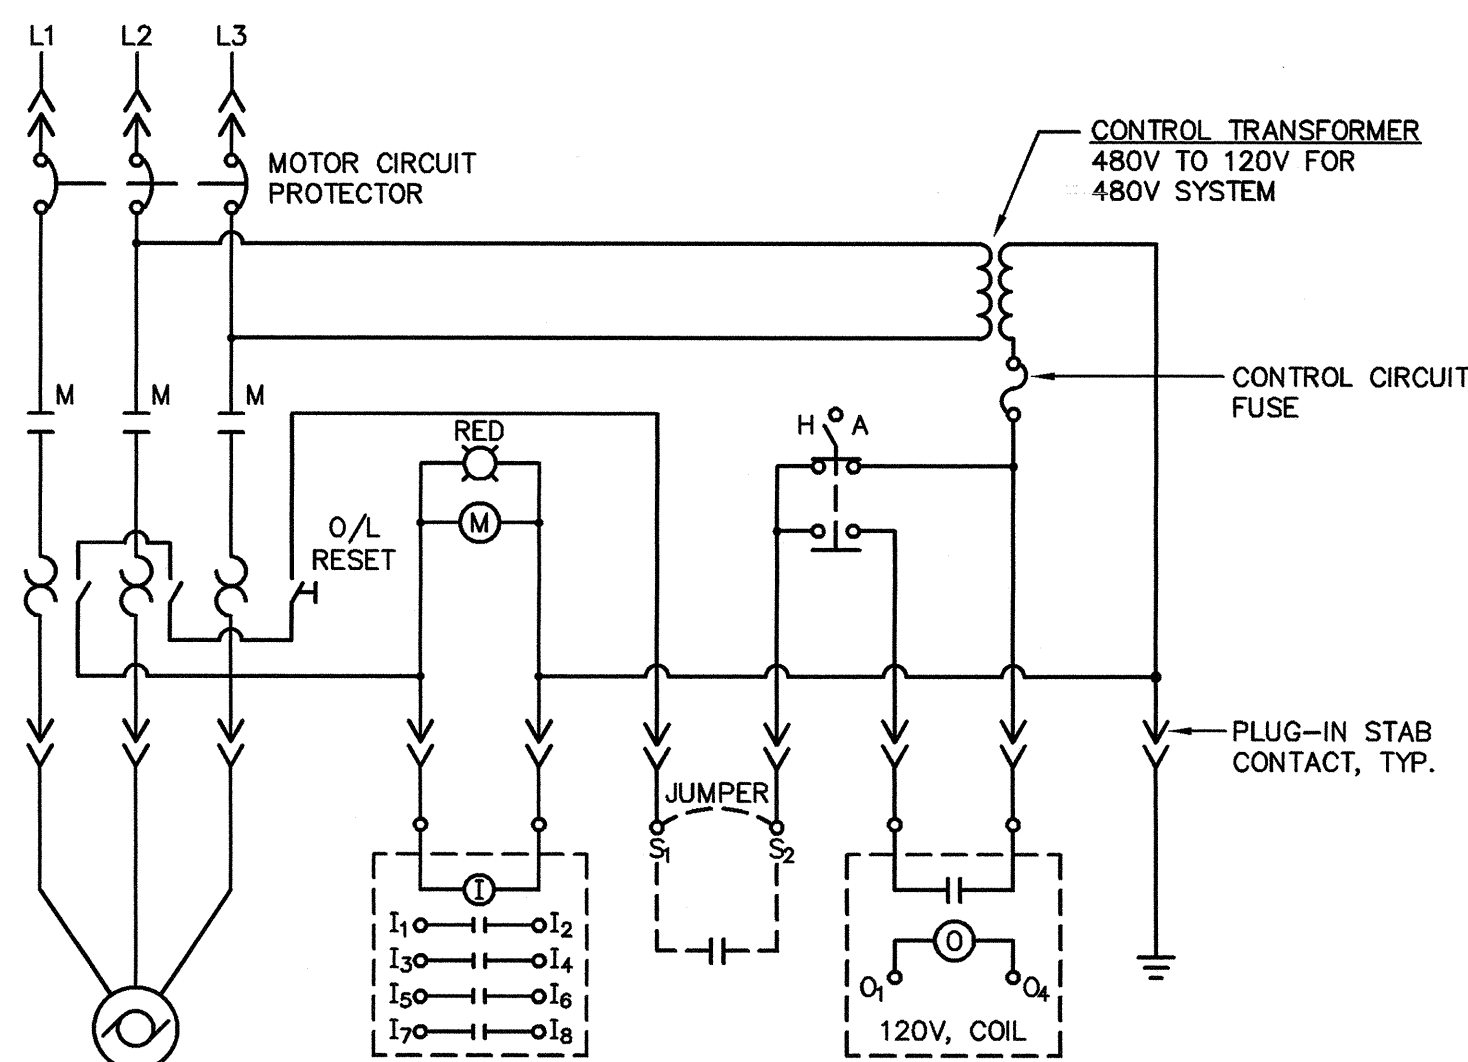 L1 L2 L3
MOTOR CIRCUIT
PROTECTOR
CONTROL TRANSFORMER
480V TO 120V FOR
480V SYSTEM
CONTROL CIRCUIT
FUSE
M M M
RED
H A
M
O/L
RESET
PLUG-IN STAB
CONTACT, TYP.
JUMPER
S1 S2
I
I1 I2
I3 I4
I5 I6
I7 I8
O
O1 O4
120V, COIL